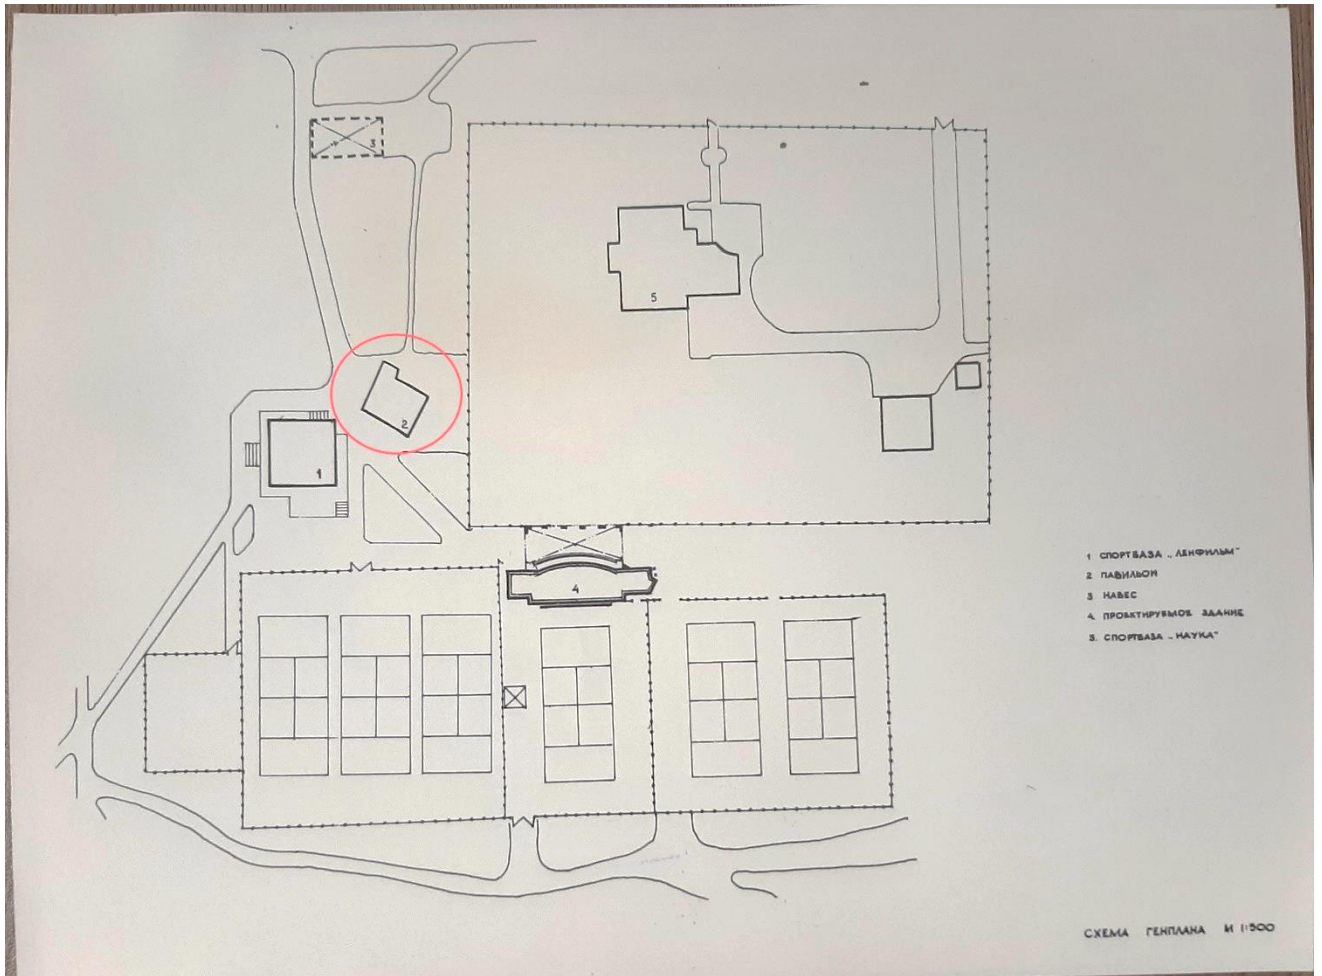 3
5
2
1
4
1 СПОРТБАЗА „ЛЕНФИЛЬМ"
2 ПАВИЛЬОН
3 НАВЕС
4 ПРОЕКТИРУЕМОЕ ЗДАНИЕ
5. СПОРТБАЗА „НАУКА"
СХЕМА ГЕНПЛАНА М 1:500